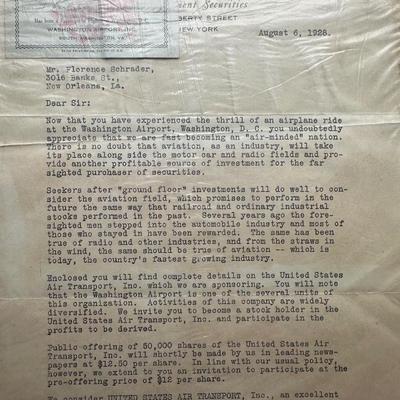 Has been a Passenger
WASHINGTON AIRPORT, INC.
SOUTH WASHINGTON, VA.
ment Securities
BERTY STREET
EW YORK
August 6, 1928.
Mr. Florence Schrader,
3016 Banks St.,
New Orleans, La.
Dear Sir:
Now that you have experienced the thrill of an airplane ride
at the Washington Airport, Washington, D. C. you undoubtedly
appreciate that we are fast becoming an "air-minded" nation.
There is no doubt that aviation, as an industry, will take
its place along side the motor car and radio fields and pro-
vide another profitable source of investment for the far
sighted purchaser of securities.
Seekers after "ground floor" investments will do well to con-
sider the aviation field, which promises to perform in the
future the same way that railroad and ordinary industrial
stocks performed in the past. Several years ago the fore-
sighted men stepped into the automobile industry and most of
those who stayed in have been rewarded. The same has been
true of radio and other industries, and from the straws in
the wind, the same should be true of aviation -- which is
today, the country's fastest growing industry.
Enclosed you will find complete details on the United States
Air Transport, Inc. which we are sponsoring. You will note
that the Washington Airport is one of the several units of
this organization. Activities of this company are widely
diversified. We invite you to become a stock holder in the
United States Air Transport, Inc. and participate in the
profits to be derived.
Public offering of 50,000 shares of the United States Air
Transport, Inc. will shortly be made by us in leading news-
papers at $12.50 per share. In line with our usual policy,
however, we extend to you an invitation to participate at the
pre-offering price of $12 per share.
We consider UNITED STATES AIR TRANSPORT, Inc., an excellent